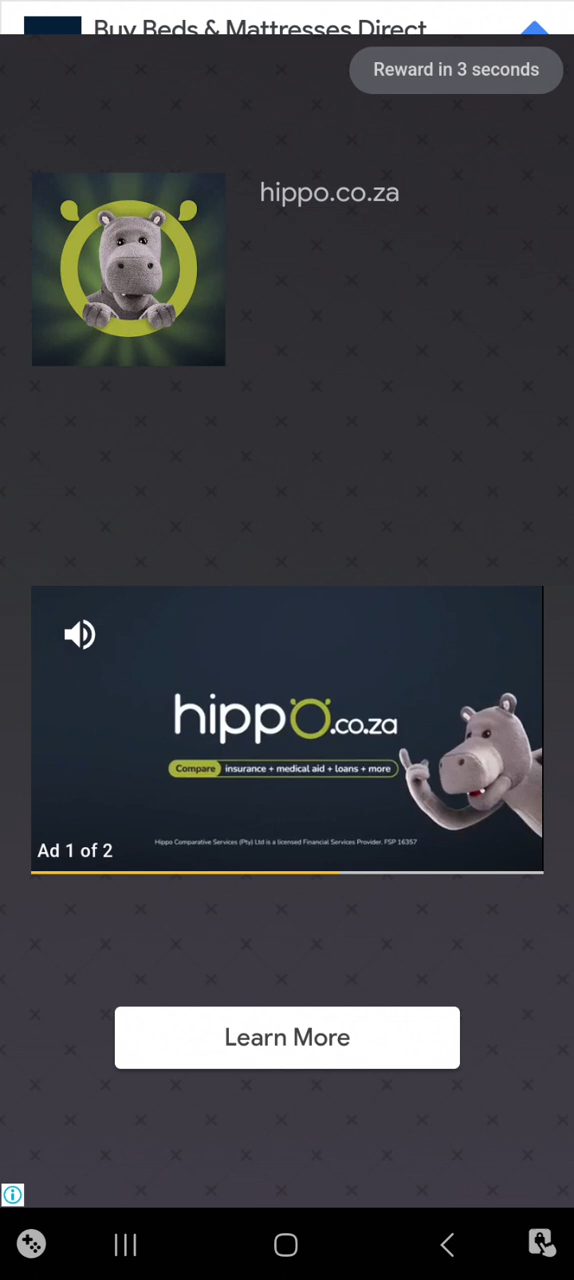 Buy Beds & Mattresses Direct
Reward in 3 seconds
hippo.co.za
hippo.co.za
Compare insurance + medical aid + loans + more
Hippo Comparative Services (Pty) Ltd is a licensed Financial Services Provider. FSP 16357
Ad 1 of 2
Learn More